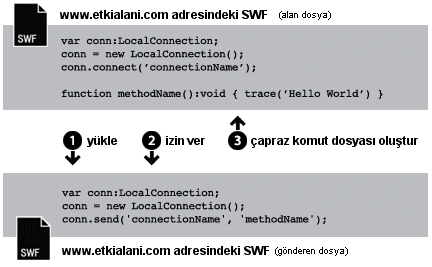 www.etkialani.com adresindeki SWF (alan dosya)
SWF
var conn:LocalConnection;
conn = new LocalConnection();
conn.connect(’connectionName’);
function methodName():void { trace(’Hello World’) }
1 yükle 2 izin ver 3 çapraz komut dosyası oluştur
var conn:LocalConnection;
conn = new LocalConnection();
conn.send('connectionName', 'methodName');
SWF
www.etkialani.com adresindeki SWF (gönderen dosya)